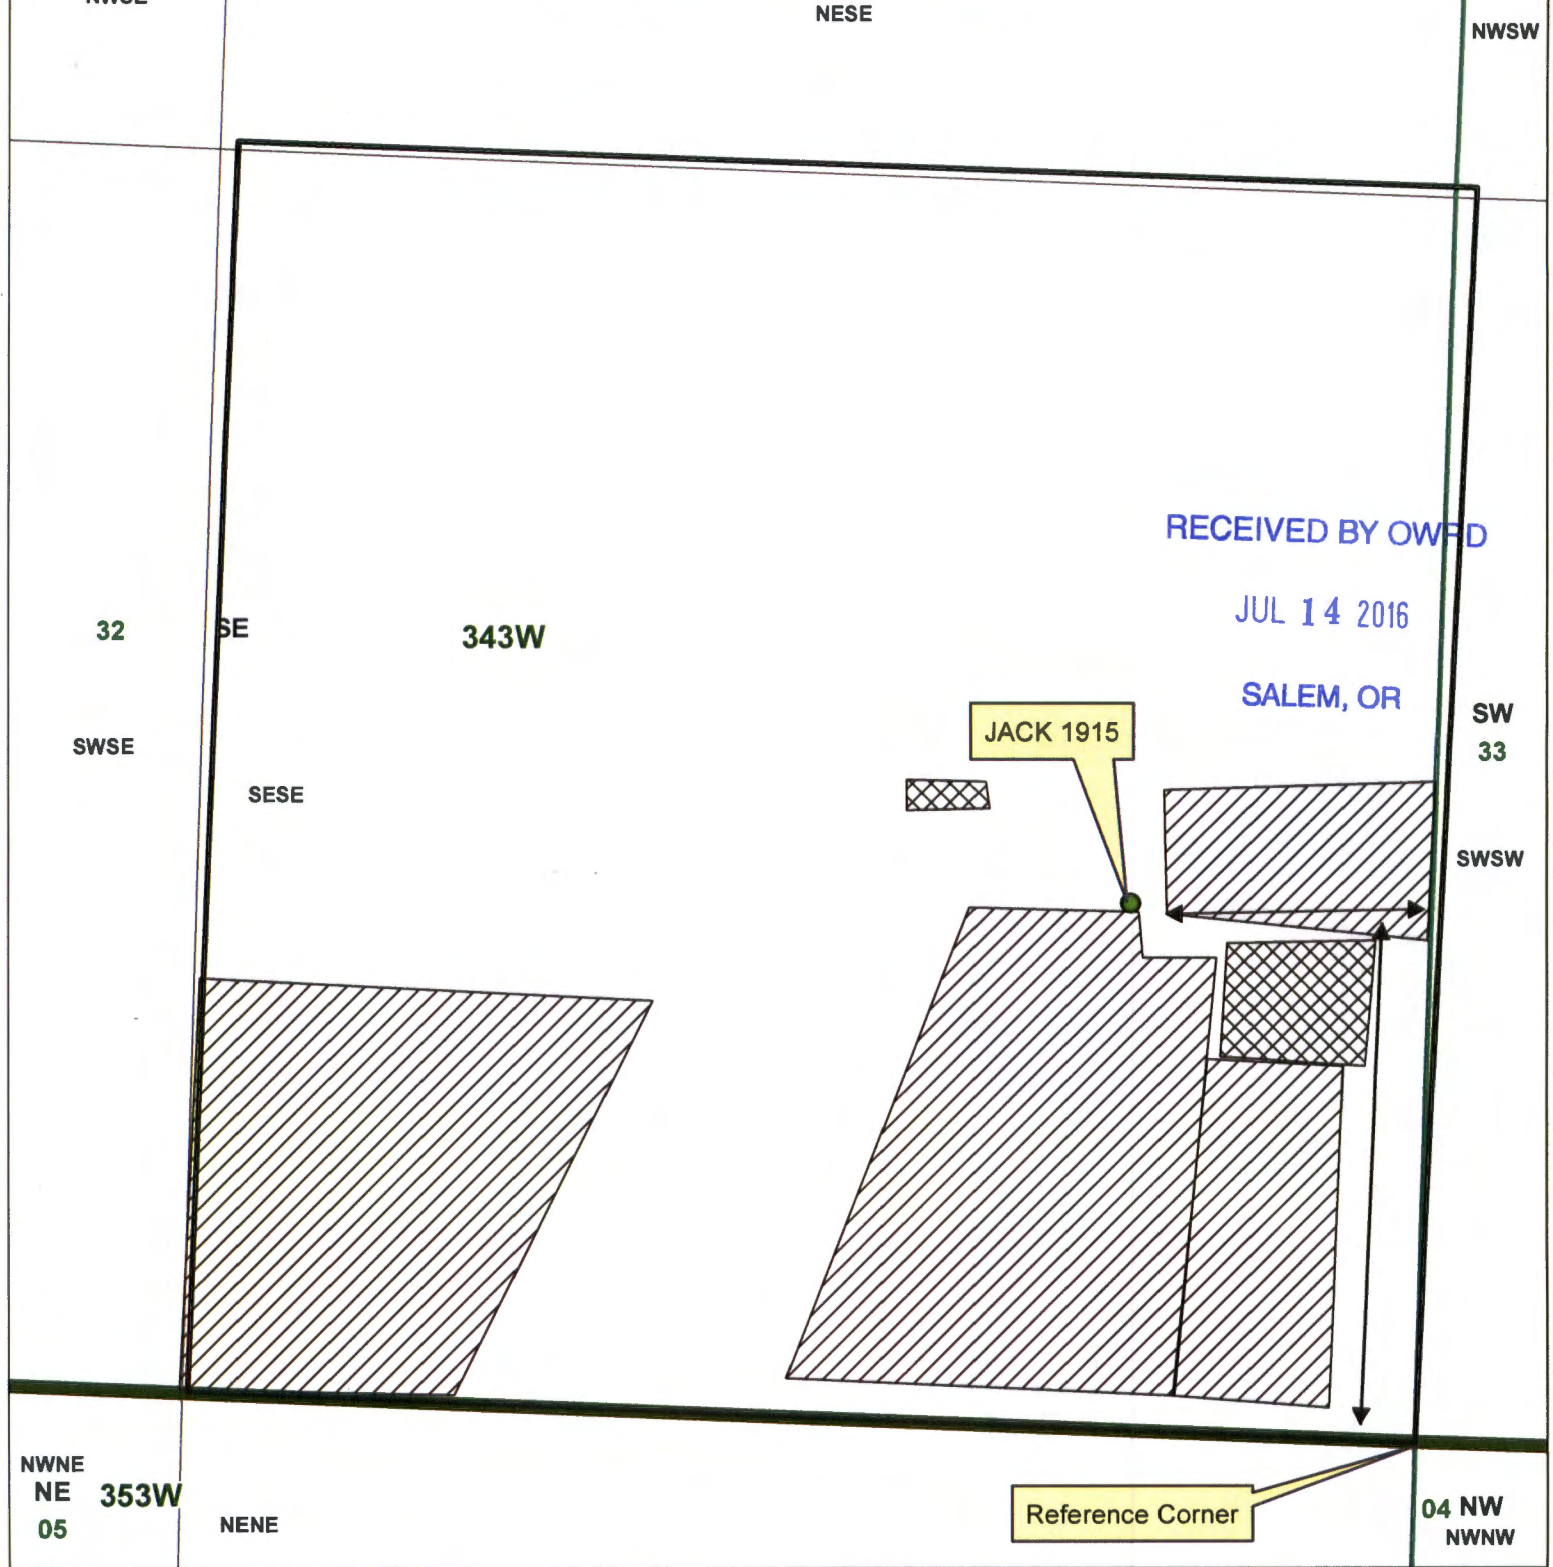 NWSE
NESE
NWSW
RECEIVED BY OWRD
JUL 14 2016
SALEM, OR
32
SE
343W
SW
33
JACK 1915
SWSE
SESE
SWSW
NWNE
NE
353W
05
NENE
Reference Corner
04 NW
NWNW